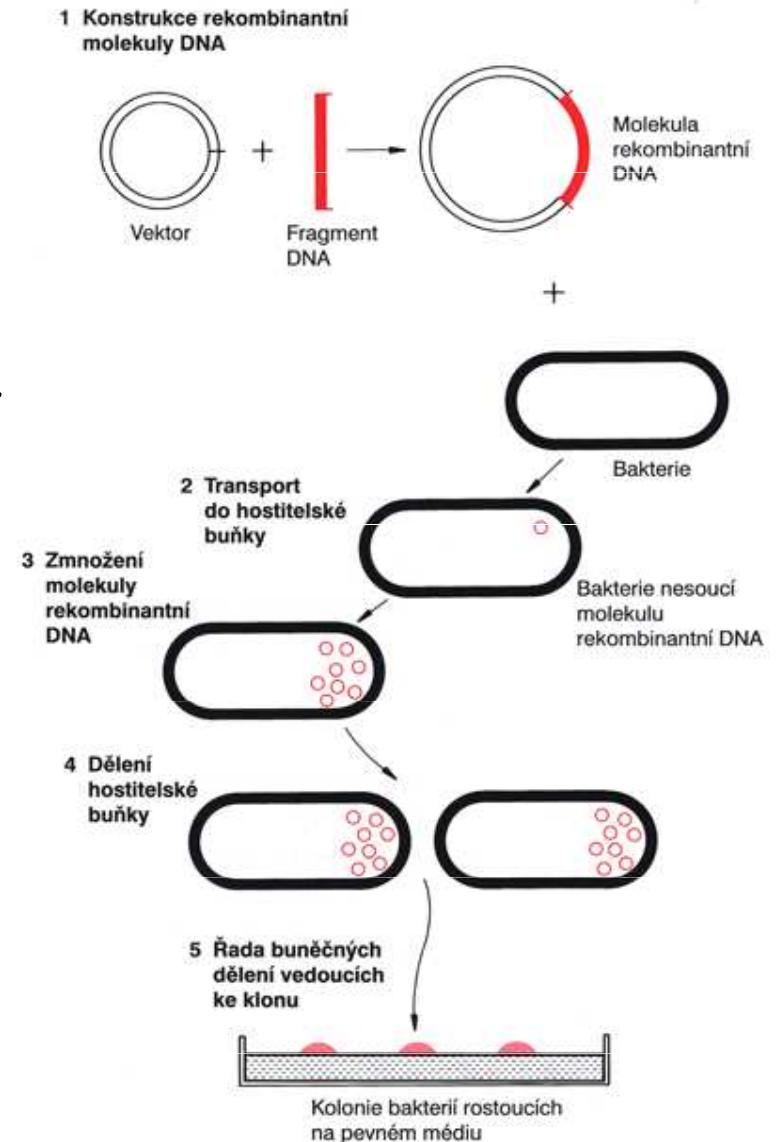 1 Konstrukce rekombinantní
molekuly DNA
+
Molekula
rekombinantní
DNA
Vektor
Fragment
DNA
+
Bakterie
2 Transport
do hostitelské
buňky
Bakterie nesoucí
molekulu
rekombinantní DNA
3 Zmnožení
molekuly
rekombinantní
DNA
4 Dělení
hostitelské
buňky
5 Řada buněčných
dělení vedoucích
ke klonu
Kolonie bakterií rostoucích
na pevném médiu